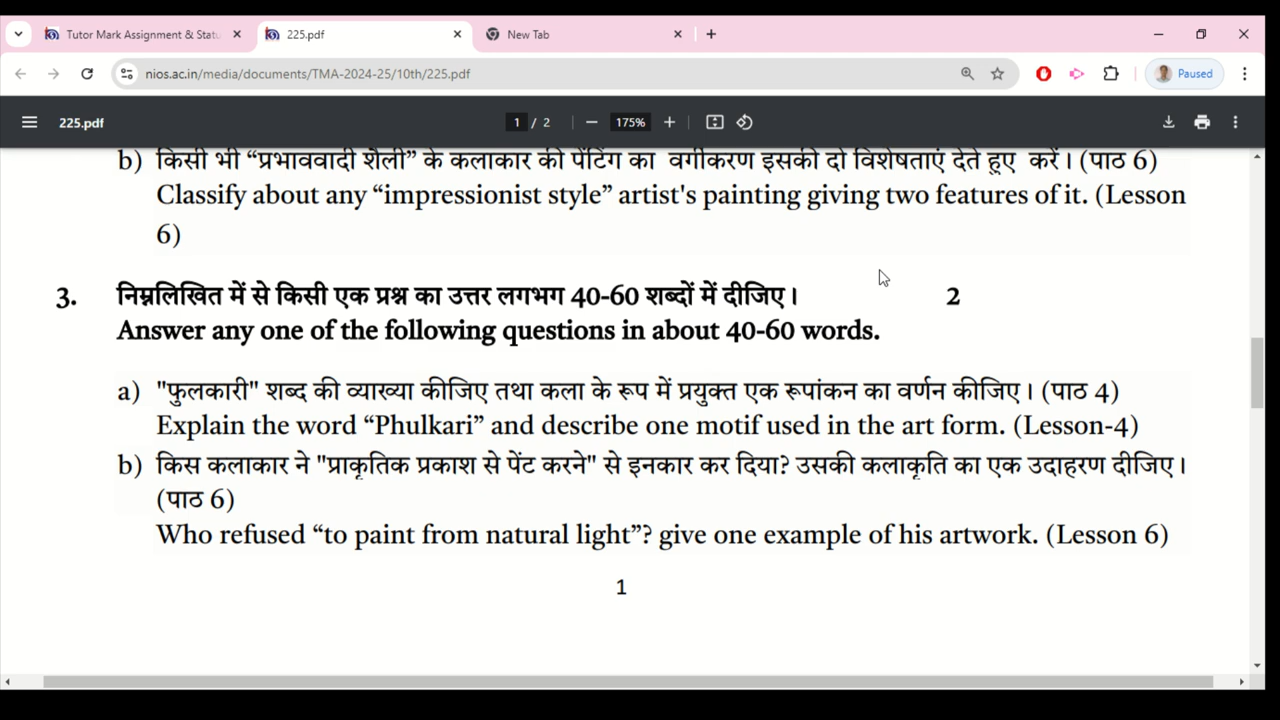 Tutor Mark Assignment & Statu
225.pdf
New Tab
nios.ac.in/media/documents/TMA-2024-25/10th/225.pdf
Paused
225.pdf
1 / 2
175%
b) किसी भी “प्रभाववादी शैली” के कलाकार की पेंटिंग का वर्गीकरण इसकी दो विशेषताएं देते हुए करें। (पाठ 6)
Classify about any “impressionist style” artist's painting giving two features of it. (Lesson
6)
3. निम्नलिखित में से किसी एक प्रश्न का उत्तर लगभग 40-60 शब्दों में दीजिए। 2
Answer any one of the following questions in about 40-60 words.
a) "फुलकारी" शब्द की व्याख्या कीजिए तथा कला के रूप में प्रयुक्त एक रूपांकन का वर्णन कीजिए। (पाठ 4)
Explain the word “Phulkari” and describe one motif used in the art form. (Lesson-4)
b) किस कलाकार ने "प्राकृतिक प्रकाश से पेंट करने" से इनकार कर दिया? उसकी कलाकृति का एक उदाहरण दीजिए।
(पाठ 6)
Who refused “to paint from natural light”? give one example of his artwork. (Lesson 6)
1